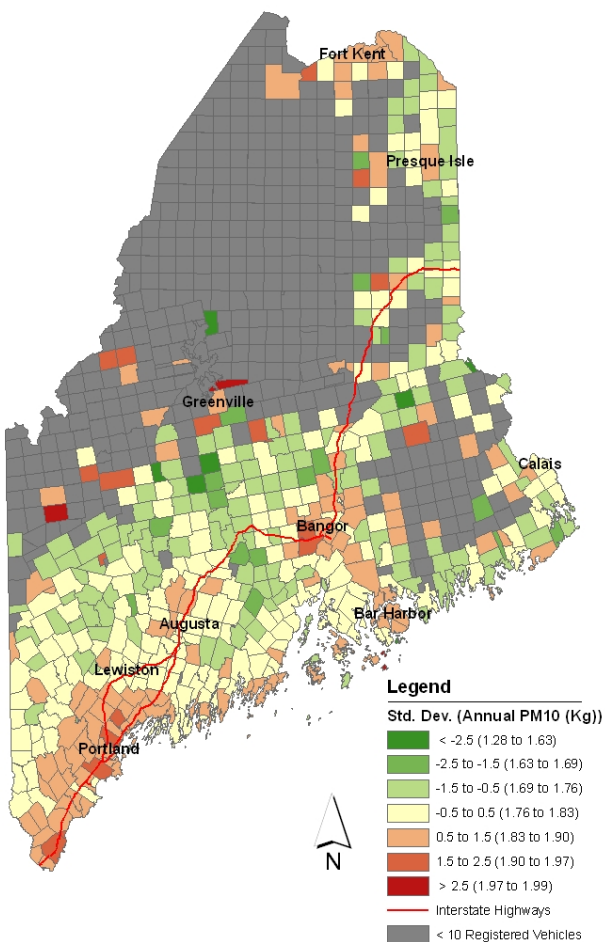 Fort Kent
Presque Isle
Greenville
Calais
Bangor
Bar Harbor
Augusta
Lewiston
Portland
N
Legend
Std. Dev. (Annual PM10 (Kg))
< -2.5 (1.28 to 1.63)
-2.5 to -1.5 (1.63 to 1.69)
-1.5 to -0.5 (1.69 to 1.76)
-0.5 to 0.5 (1.76 to 1.83)
0.5 to 1.5 (1.83 to 1.90)
1.5 to 2.5 (1.90 to 1.97)
> 2.5 (1.97 to 1.99)
Interstate Highways
< 10 Registered Vehicles